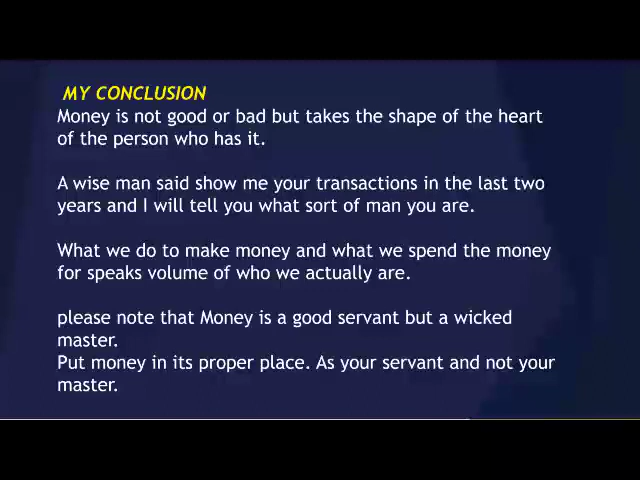 MY CONCLUSION
Money is not good or bad but takes the shape of the heart
of the person who has it.
A wise man said show me your transactions in the last two
years and I will tell you what sort of man you are.
What we do to make money and what we spend the money
for speaks volume of who we actually are.
please note that Money is a good servant but a wicked
master.
Put money in its proper place. As your servant and not your
master.